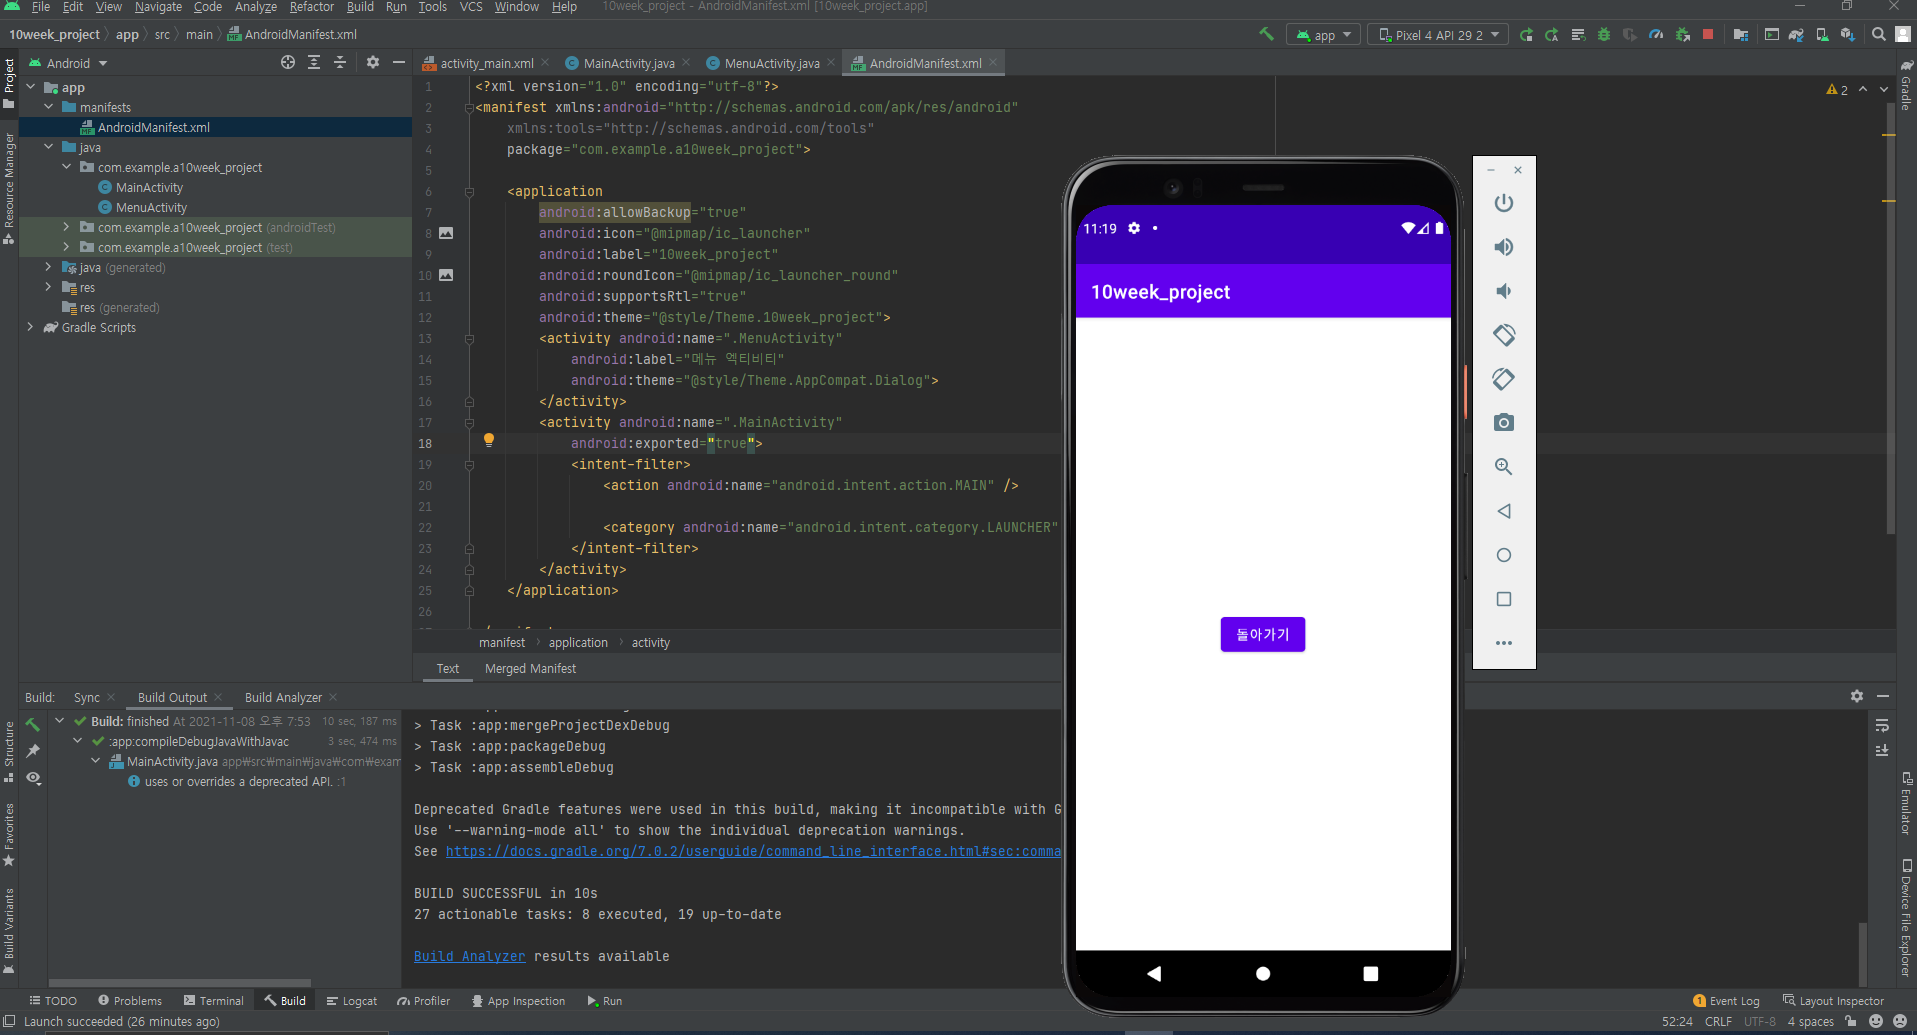 File Edit View Navigate Code Analyze Refactor Build Run Tools VCS Window Help 10week_project - AndroidManifest.xml [10week_project.app]
10week_project app src main AndroidManifest.xml app Pixel 4 API 29 2
Android
activity_main.xml MainActivity.java MenuActivity.java AndroidManifest.xml
Project
Resource Manager
Structure
Favorites
Build Variants
app
manifests
AndroidManifest.xml
java
com.example.a10week_project
MainActivity
MenuActivity
com.example.a10week_project (androidTest)
com.example.a10week_project (test)
java (generated)
res
res (generated)
Gradle Scripts
1 <?xml version="1.0" encoding="utf-8"?>
2 <manifest xmlns:android="http://schemas.android.com/apk/res/android"
3 xmlns:tools="http://schemas.android.com/tools"
4 package="com.example.a10week_project">
5
6 <application
7 android:allowBackup="true"
8 android:icon="@mipmap/ic_launcher"
9 android:label="10week_project"
10 android:roundIcon="@mipmap/ic_launcher_round"
11 android:supportsRtl="true"
12 android:theme="@style/Theme.10week_project">
13 <activity android:name=".MenuActivity"
14 android:label="메뉴 엑티비티"
15 android:theme="@style/Theme.AppCompat.Dialog">
16 </activity>
17 <activity android:name=".MainActivity"
18 android:exported="true">
19 <intent-filter>
20 <action android:name="android.intent.action.MAIN" />
21
22 <category android:name="android.intent.category.LAUNCHER"
23 </intent-filter>
24 </activity>
25 </application>
26
2
manifest application activity
Text Merged Manifest
11:19
10week_project
돌아가기
Gradle
Emulator
Device File Explorer
Build: Sync Build Output Build Analyzer
Build: finished At 2021-11-08 오후 7:53 10 sec, 187 ms
:app:compileDebugJavaWithJavac 3 sec, 474 ms
MainActivity.java app₩src₩main₩java₩com₩exam
uses or overrides a deprecated API. :1
> Task :app:mergeProjectDexDebug
> Task :app:packageDebug
> Task :app:assembleDebug
Deprecated Gradle features were used in this build, making it incompatible with G
Use '--warning-mode all' to show the individual deprecation warnings.
See https://docs.gradle.org/7.0.2/userguide/command_line_interface.html#sec:comma
BUILD SUCCESSFUL in 10s
27 actionable tasks: 8 executed, 19 up-to-date
Build Analyzer results available
TODO Problems Terminal Build Logcat Profiler App Inspection Run 1 Event Log Layout Inspector
Launch succeeded (26 minutes ago) 52:24 CRLF UTF-8 4 spaces